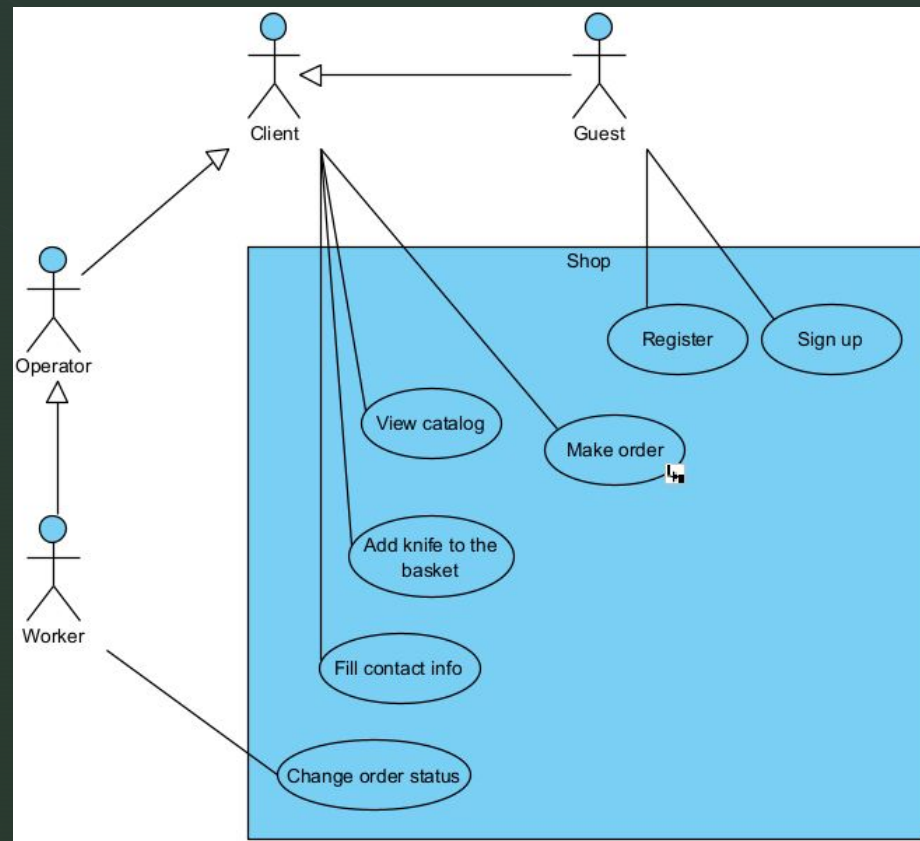 Client
Guest
Shop
Operator
Register
Sign up
View catalog
Make order
Add knife to the
basket
Worker
Fill contact info
Change order status